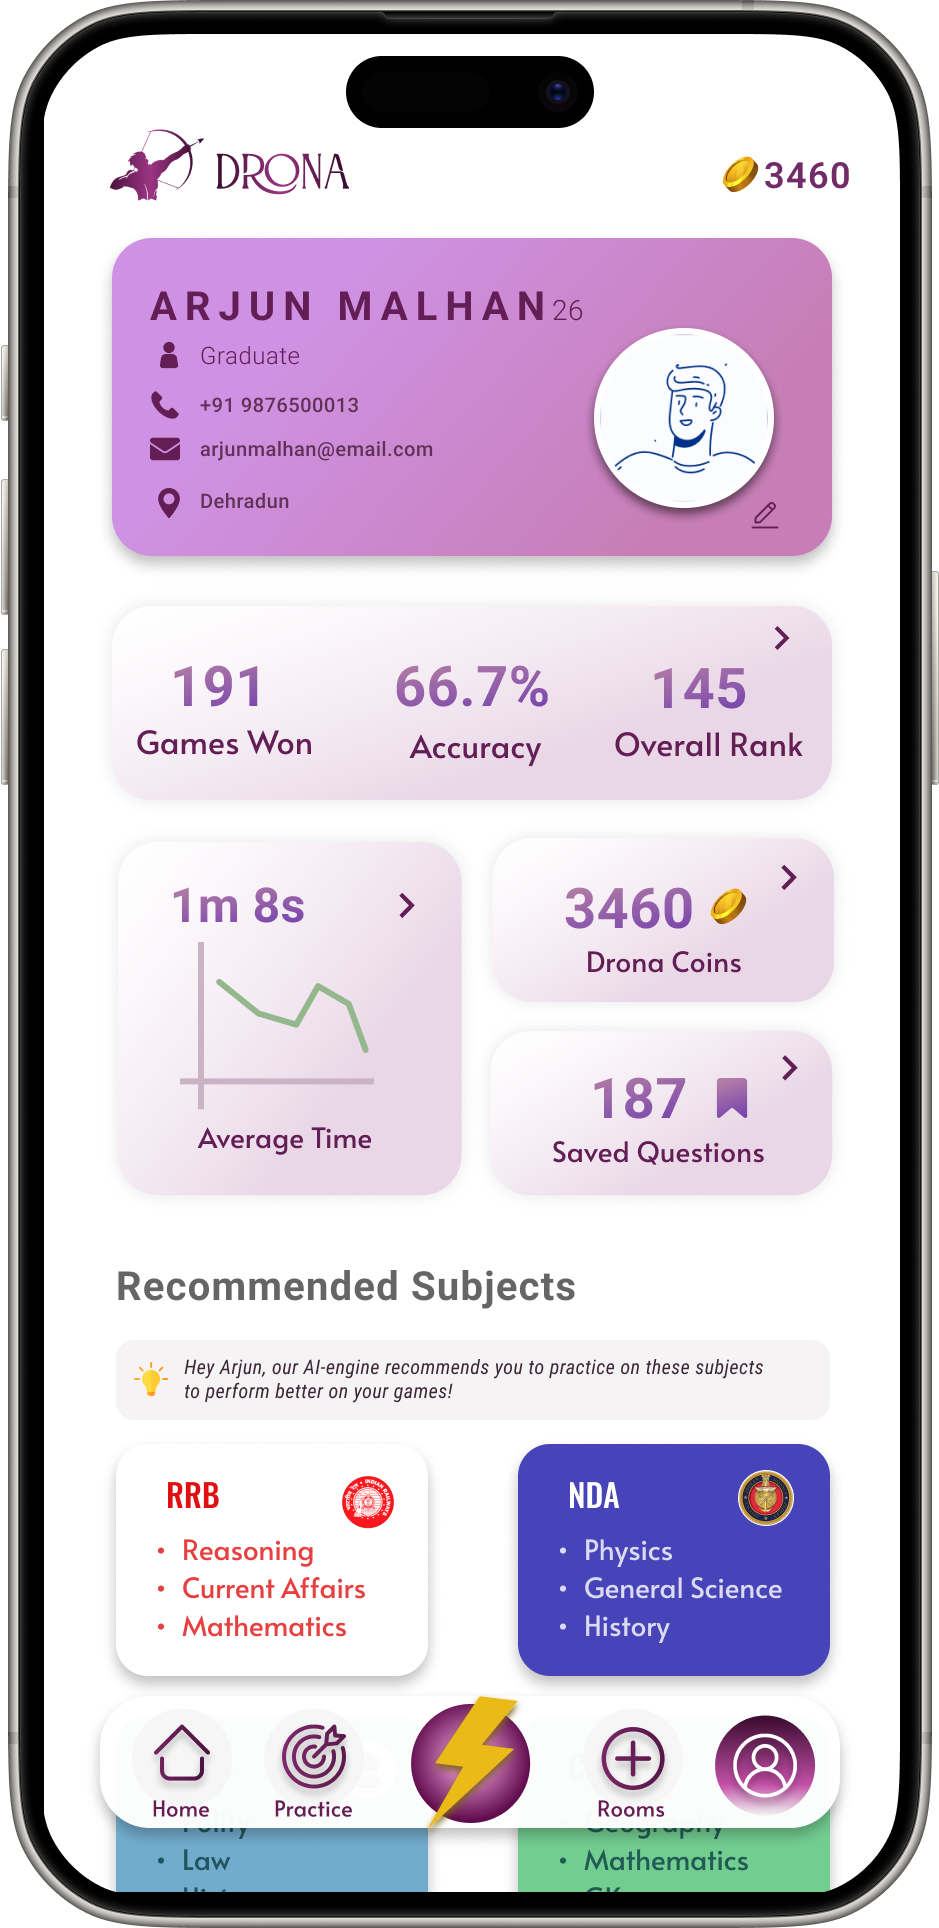 DRONA
3460
ARJUN MALHAN 26
Graduate
+91 9876500013
arjunmalhan@email.com
Dehradun
191
Games Won
66.7%
Accuracy
145
Overall Rank
1m 8s
Average Time
3460
Drona Coins
187
Saved Questions
Recommended Subjects
Hey Arjun, our AI-engine recommends you to practice on these subjects
to perform better on your games!
RRB
• Reasoning
• Current Affairs
• Mathematics
NDA
• Physics
• General Science
• History
Home
Practice
Rooms
• Law
Geography
• Mathematics